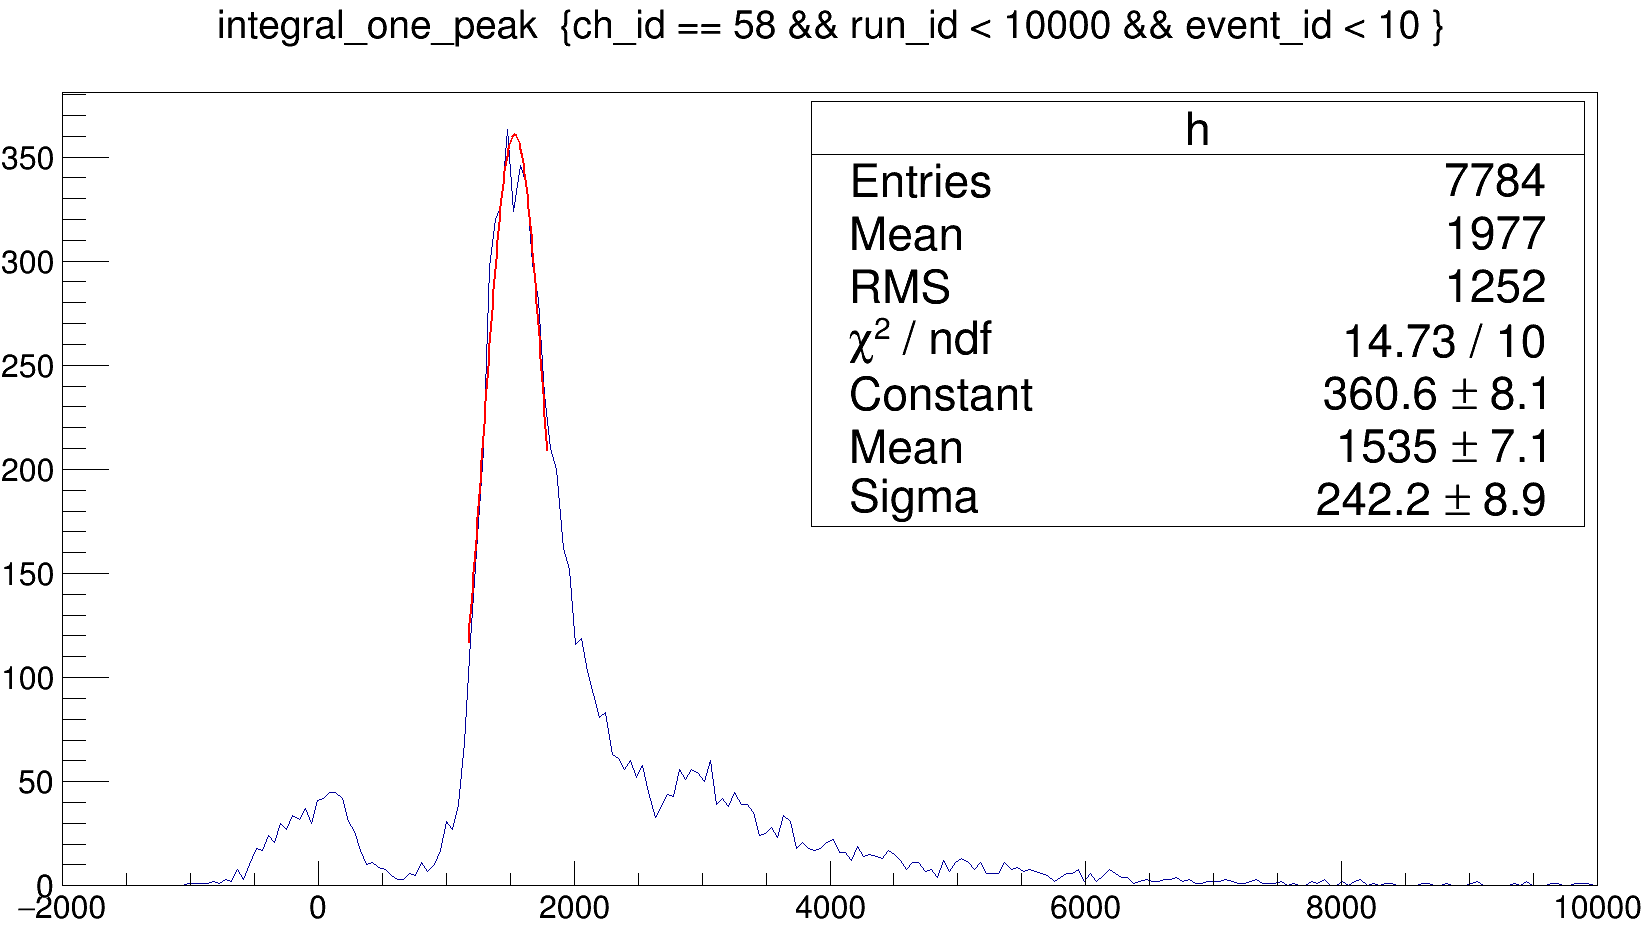 integral_one_peak {ch_id == 58 && run_id < 10000 && event_id < 10 }
h
Entries 7784
Mean 1977
RMS 1252
χ² / ndf 14.73 / 10
Constant 360.6 ± 8.1
Mean 1535 ± 7.1
Sigma 242.2 ± 8.9
350
300
250
200
150
100
50
0
−2000 0 2000 4000 6000 8000 10000